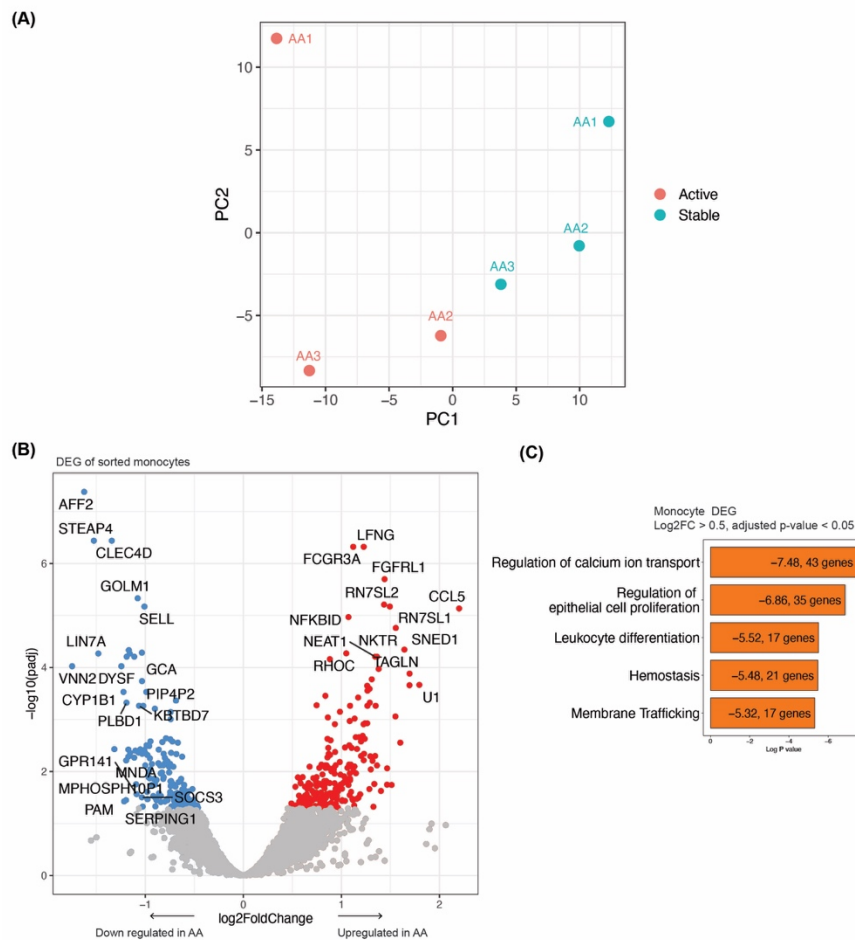 (A)
AA1
AA1
AA2
AA3
AA2
AA3
10
5
0
−5
−15
−10
−5
0
5
10
PC2
PC1
Active
Stable
(B)
DEG of sorted monocytes
AFF2
STEAP4
CLEC4D
GOLM1
SELL
LIN7A
GCA
VNN2
DYSF
CYP1B1
PIP4P2
PLBD1
KBTBD7
GPR141
MNDA
MPHOSPH10P1
SOCS3
PAM
SERPING1
LFNG
FCGR3A
FGFRL1
RN7SL2
CCL5
NFKBID
RN7SL1
NEAT1
NKTR
SNED1
RHOC
TAGLN
U1
6
4
2
0
−1
0
1
2
−log10(padj)
log2FoldChange
Down regulated in AA
Upregulated in AA
(C)
Monocyte DEG
Log2FC > 0.5, adjusted p-value < 0.05
Regulation of calcium ion transport
−7.48, 43 genes
Regulation of
epithelial cell proliferation
−6.86, 35 genes
Leukocyte differentiation
−5.52, 17 genes
Hemostasis
−5.48, 21 genes
Membrane Trafficking
−5.32, 17 genes
0
−2
−4
−6
Log P value